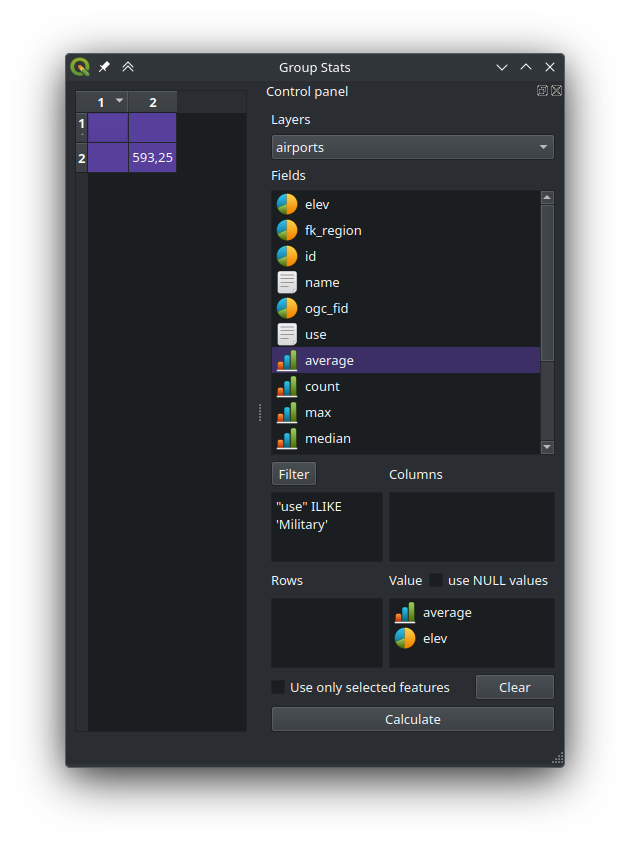 Group Stats
1 2
1
2 593,25
Control panel
Layers
airports
Fields
elev
fk_region
id
name
ogc_fid
use
average
count
max
median
Filter
Columns
"use" ILIKE
'Military'
Rows
Value use NULL values
average
elev
Use only selected features
Clear
Calculate